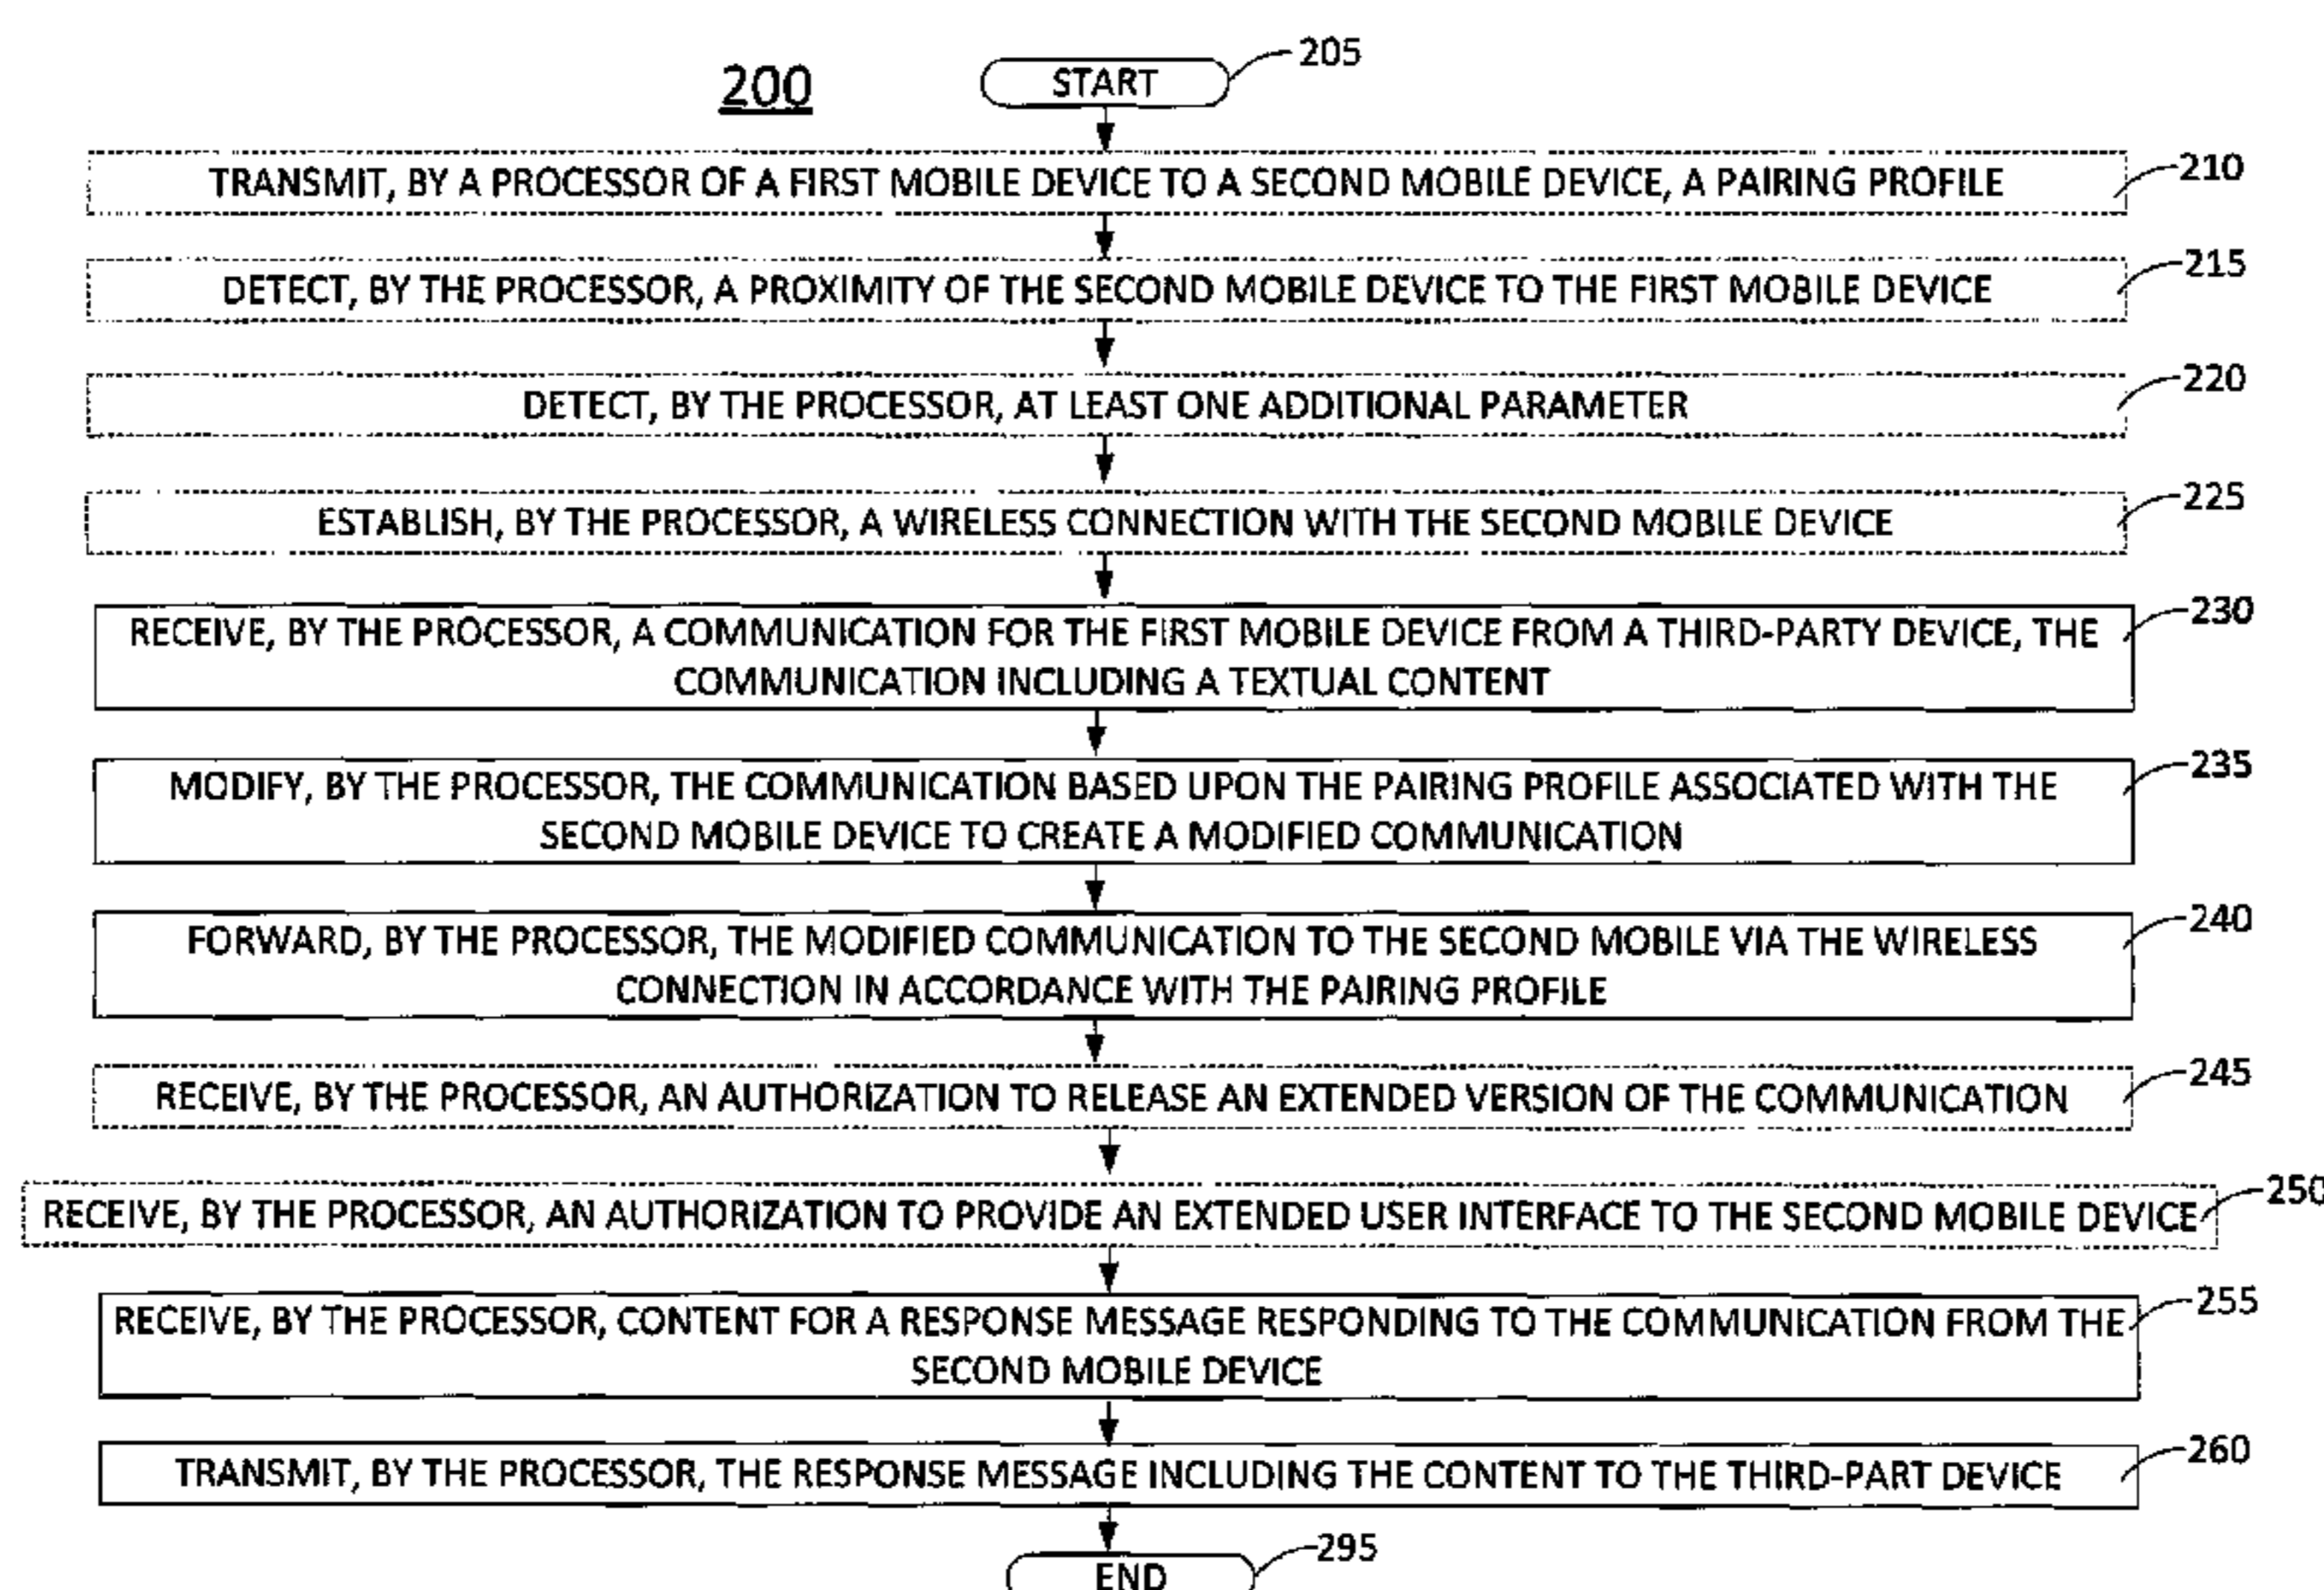 200
START
205
TRANSMIT, BY A PROCESSOR OF A FIRST MOBILE DEVICE TO A SECOND MOBILE DEVICE, A PAIRING PROFILE
210
DETECT, BY THE PROCESSOR, A PROXIMITY OF THE SECOND MOBILE DEVICE TO THE FIRST MOBILE DEVICE
215
DETECT, BY THE PROCESSOR, AT LEAST ONE ADDITIONAL PARAMETER
220
ESTABLISH, BY THE PROCESSOR, A WIRELESS CONNECTION WITH THE SECOND MOBILE DEVICE
225
RECEIVE, BY THE PROCESSOR, A COMMUNICATION FOR THE FIRST MOBILE DEVICE FROM A THIRD-PARTY DEVICE, THE
COMMUNICATION INCLUDING A TEXTUAL CONTENT
230
MODIFY, BY THE PROCESSOR, THE COMMUNICATION BASED UPON THE PAIRING PROFILE ASSOCIATED WITH THE
SECOND MOBILE DEVICE TO CREATE A MODIFIED COMMUNICATION
235
FORWARD, BY THE PROCESSOR, THE MODIFIED COMMUNICATION TO THE SECOND MOBILE VIA THE WIRELESS
CONNECTION IN ACCORDANCE WITH THE PAIRING PROFILE
240
RECEIVE, BY THE PROCESSOR, AN AUTHORIZATION TO RELEASE AN EXTENDED VERSION OF THE COMMUNICATION
245
RECEIVE, BY THE PROCESSOR, AN AUTHORIZATION TO PROVIDE AN EXTENDED USER INTERFACE TO THE SECOND MOBILE DEVICE
250
RECEIVE, BY THE PROCESSOR, CONTENT FOR A RESPONSE MESSAGE RESPONDING TO THE COMMUNICATION FROM THE
SECOND MOBILE DEVICE
255
TRANSMIT, BY THE PROCESSOR, THE RESPONSE MESSAGE INCLUDING THE CONTENT TO THE THIRD-PART DEVICE
260
END
295